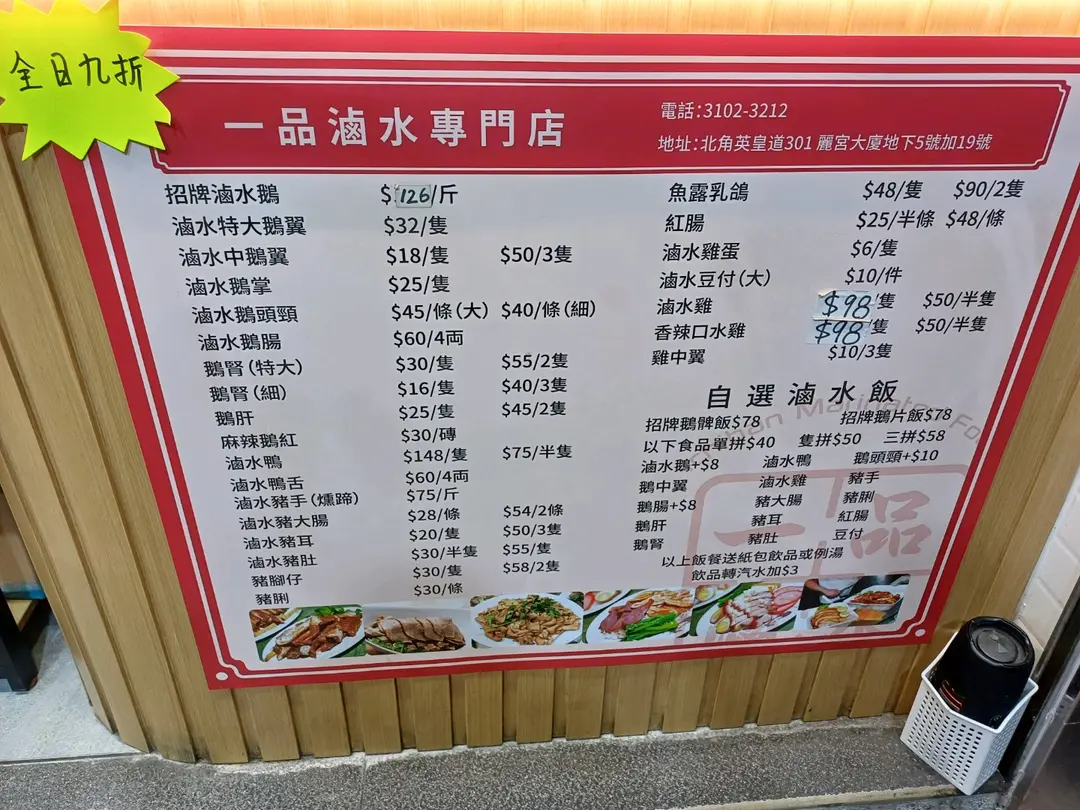 全日九折
一品滷水專門店
電話:3102-3212
地址:北角英皇道301 麗宮大廈地下5號加19號
招牌滷水鵝 $126/斤
滷水特大鵝翼 $32/隻
滷水中鵝翼 $18/隻 $50/3隻
滷水鵝掌 $25/隻
滷水鵝頭頸 $45/條(大) $40/條(細)
滷水鵝腸 $60/4両
鵝腎(特大) $30/隻 $55/2隻
鵝腎(細) $16/隻 $40/3隻
鵝肝 $25/隻 $45/2隻
麻辣鵝紅 $30/磚
滷水鴨 $148/隻 $75/半隻
滷水鴨舌 $60/4両
滷水豬手(燻蹄) $75/斤
滷水豬大腸 $28/條 $54/2條
滷水豬耳 $20/隻 $50/3隻
滷水豬肚 $30/半隻 $55/隻
豬腳仔 $30/隻 $58/2隻
豬脷 $30/條
魚露乳鴿 $48/隻 $90/2隻
紅腸 $25/半條 $48/條
滷水雞蛋 $6/隻
滷水豆付(大) $10/件
滷水雞 $98/隻 $50/半隻
香辣口水雞 $98/隻 $50/半隻
雞中翼 $10/3隻
自選滷水飯
招牌鵝髀飯$78 招牌鵝片飯$78
以下食品單拼$40 隻拼$50 三拼$58
滷水鵝+$8 滷水鴨 鵝頭頸+$10
鵝中翼 滷水雞 豬手
鵝腸+$8 豬大腸 豬脷
鵝肝 豬耳 紅腸
鵝腎 豬肚 豆付
以上飯餐送紙包飲品或例湯
飲品轉汽水加$3
一品